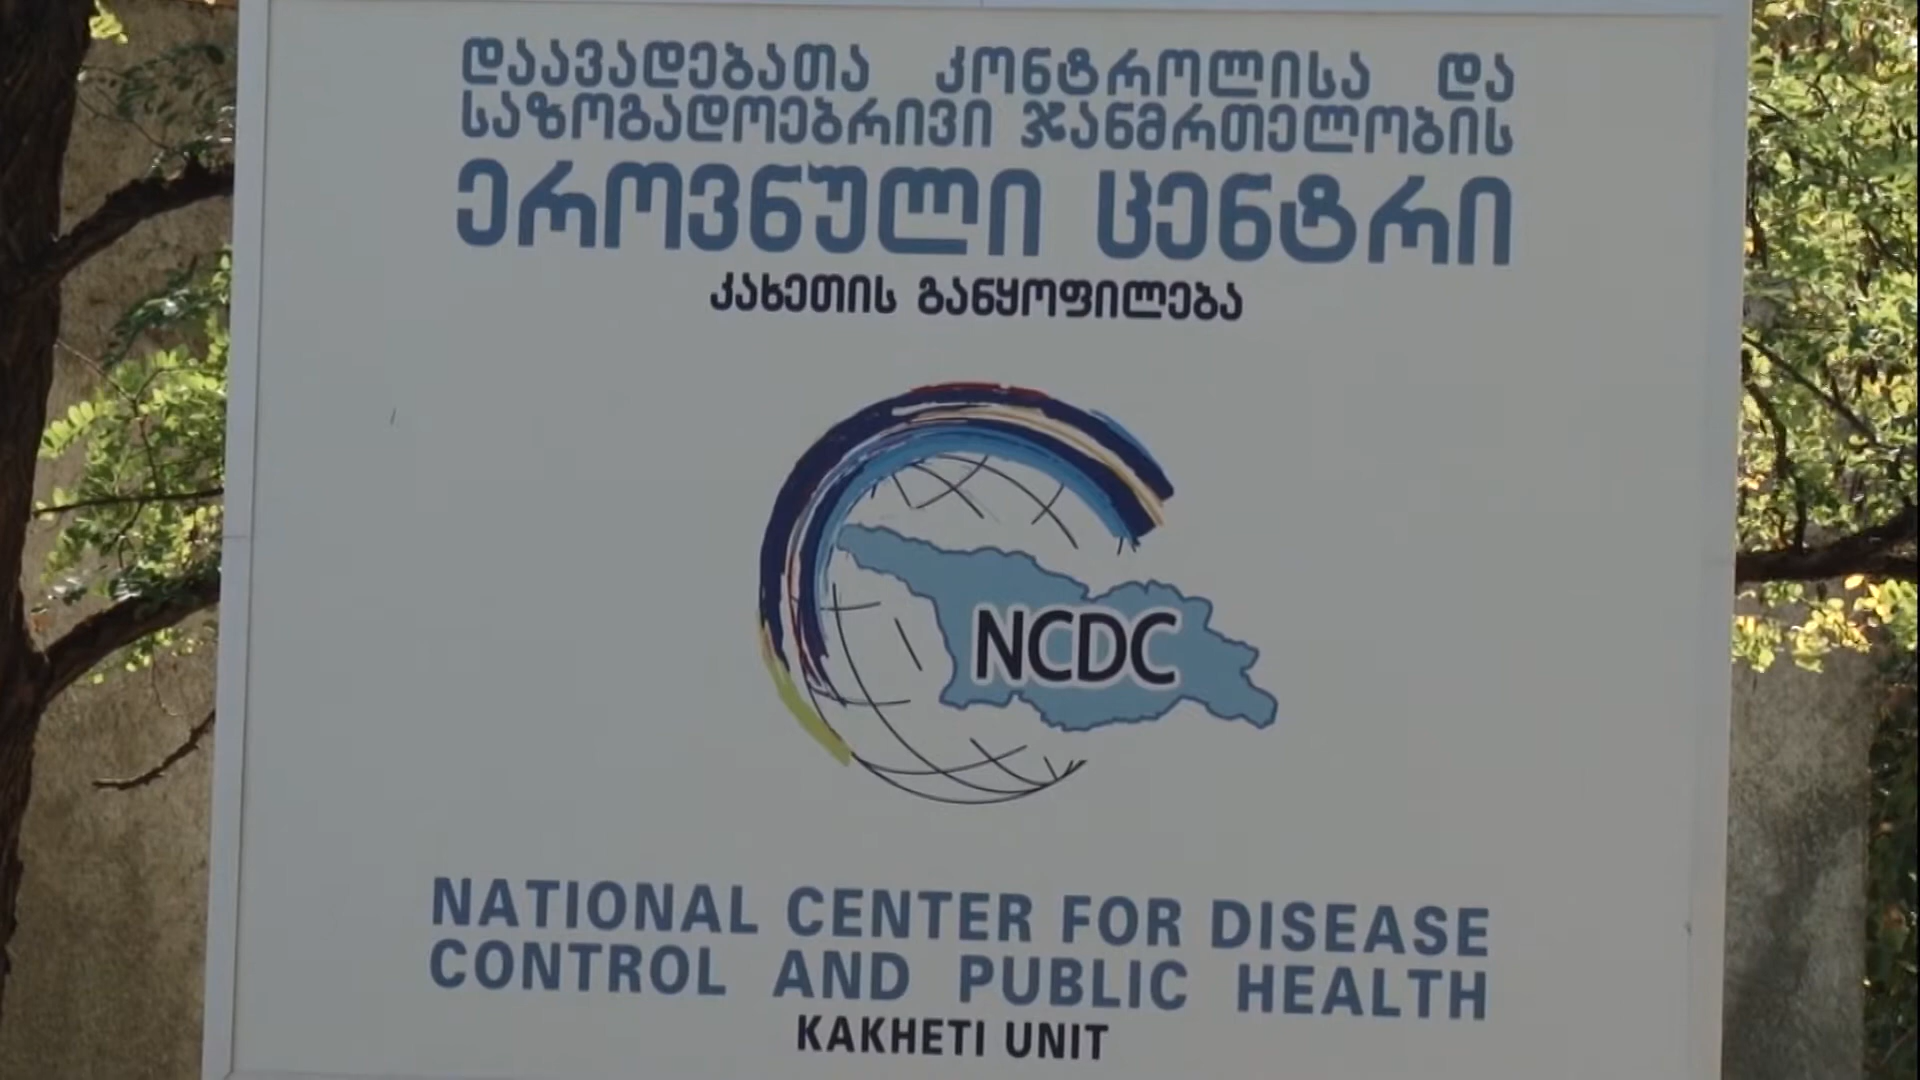 დაავადებათა კონტროლისა და
საზოგადოებრივი ჯანმრთელობის
ეროვნული ცენტრი
კახეთის განყოფილება
NCDC
NATIONAL CENTER FOR DISEASE
CONTROL AND PUBLIC HEALTH
KAKHETI UNIT